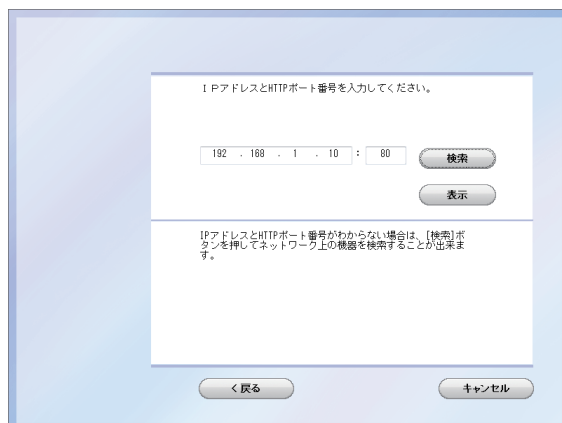 IPアドレスとHTTPポート番号を入力してください。
192 . 168 . 1 . 10 : 80
検索
表示
IPアドレスとHTTPポート番号がわからない場合は、[検索]ボ
タンを押してネットワーク上の機器を検索することが出来ま
す。
く戻る
キャンセル